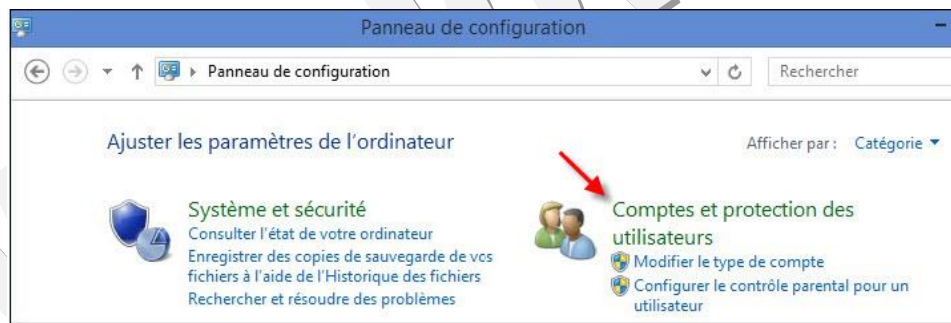 Panneau de configuration
Panneau de configuration
Rechercher
Ajuster les paramètres de l'ordinateur
Afficher par : Catégorie
Système et sécurité
Consulter l'état de votre ordinateur
Enregistrer des copies de sauvegarde de vos
fichiers à l'aide de l'Historique des fichiers
Rechercher et résoudre des problèmes
Comptes et protection des
utilisateurs
Modifier le type de compte
Configurer le contrôle parental pour un
utilisateur